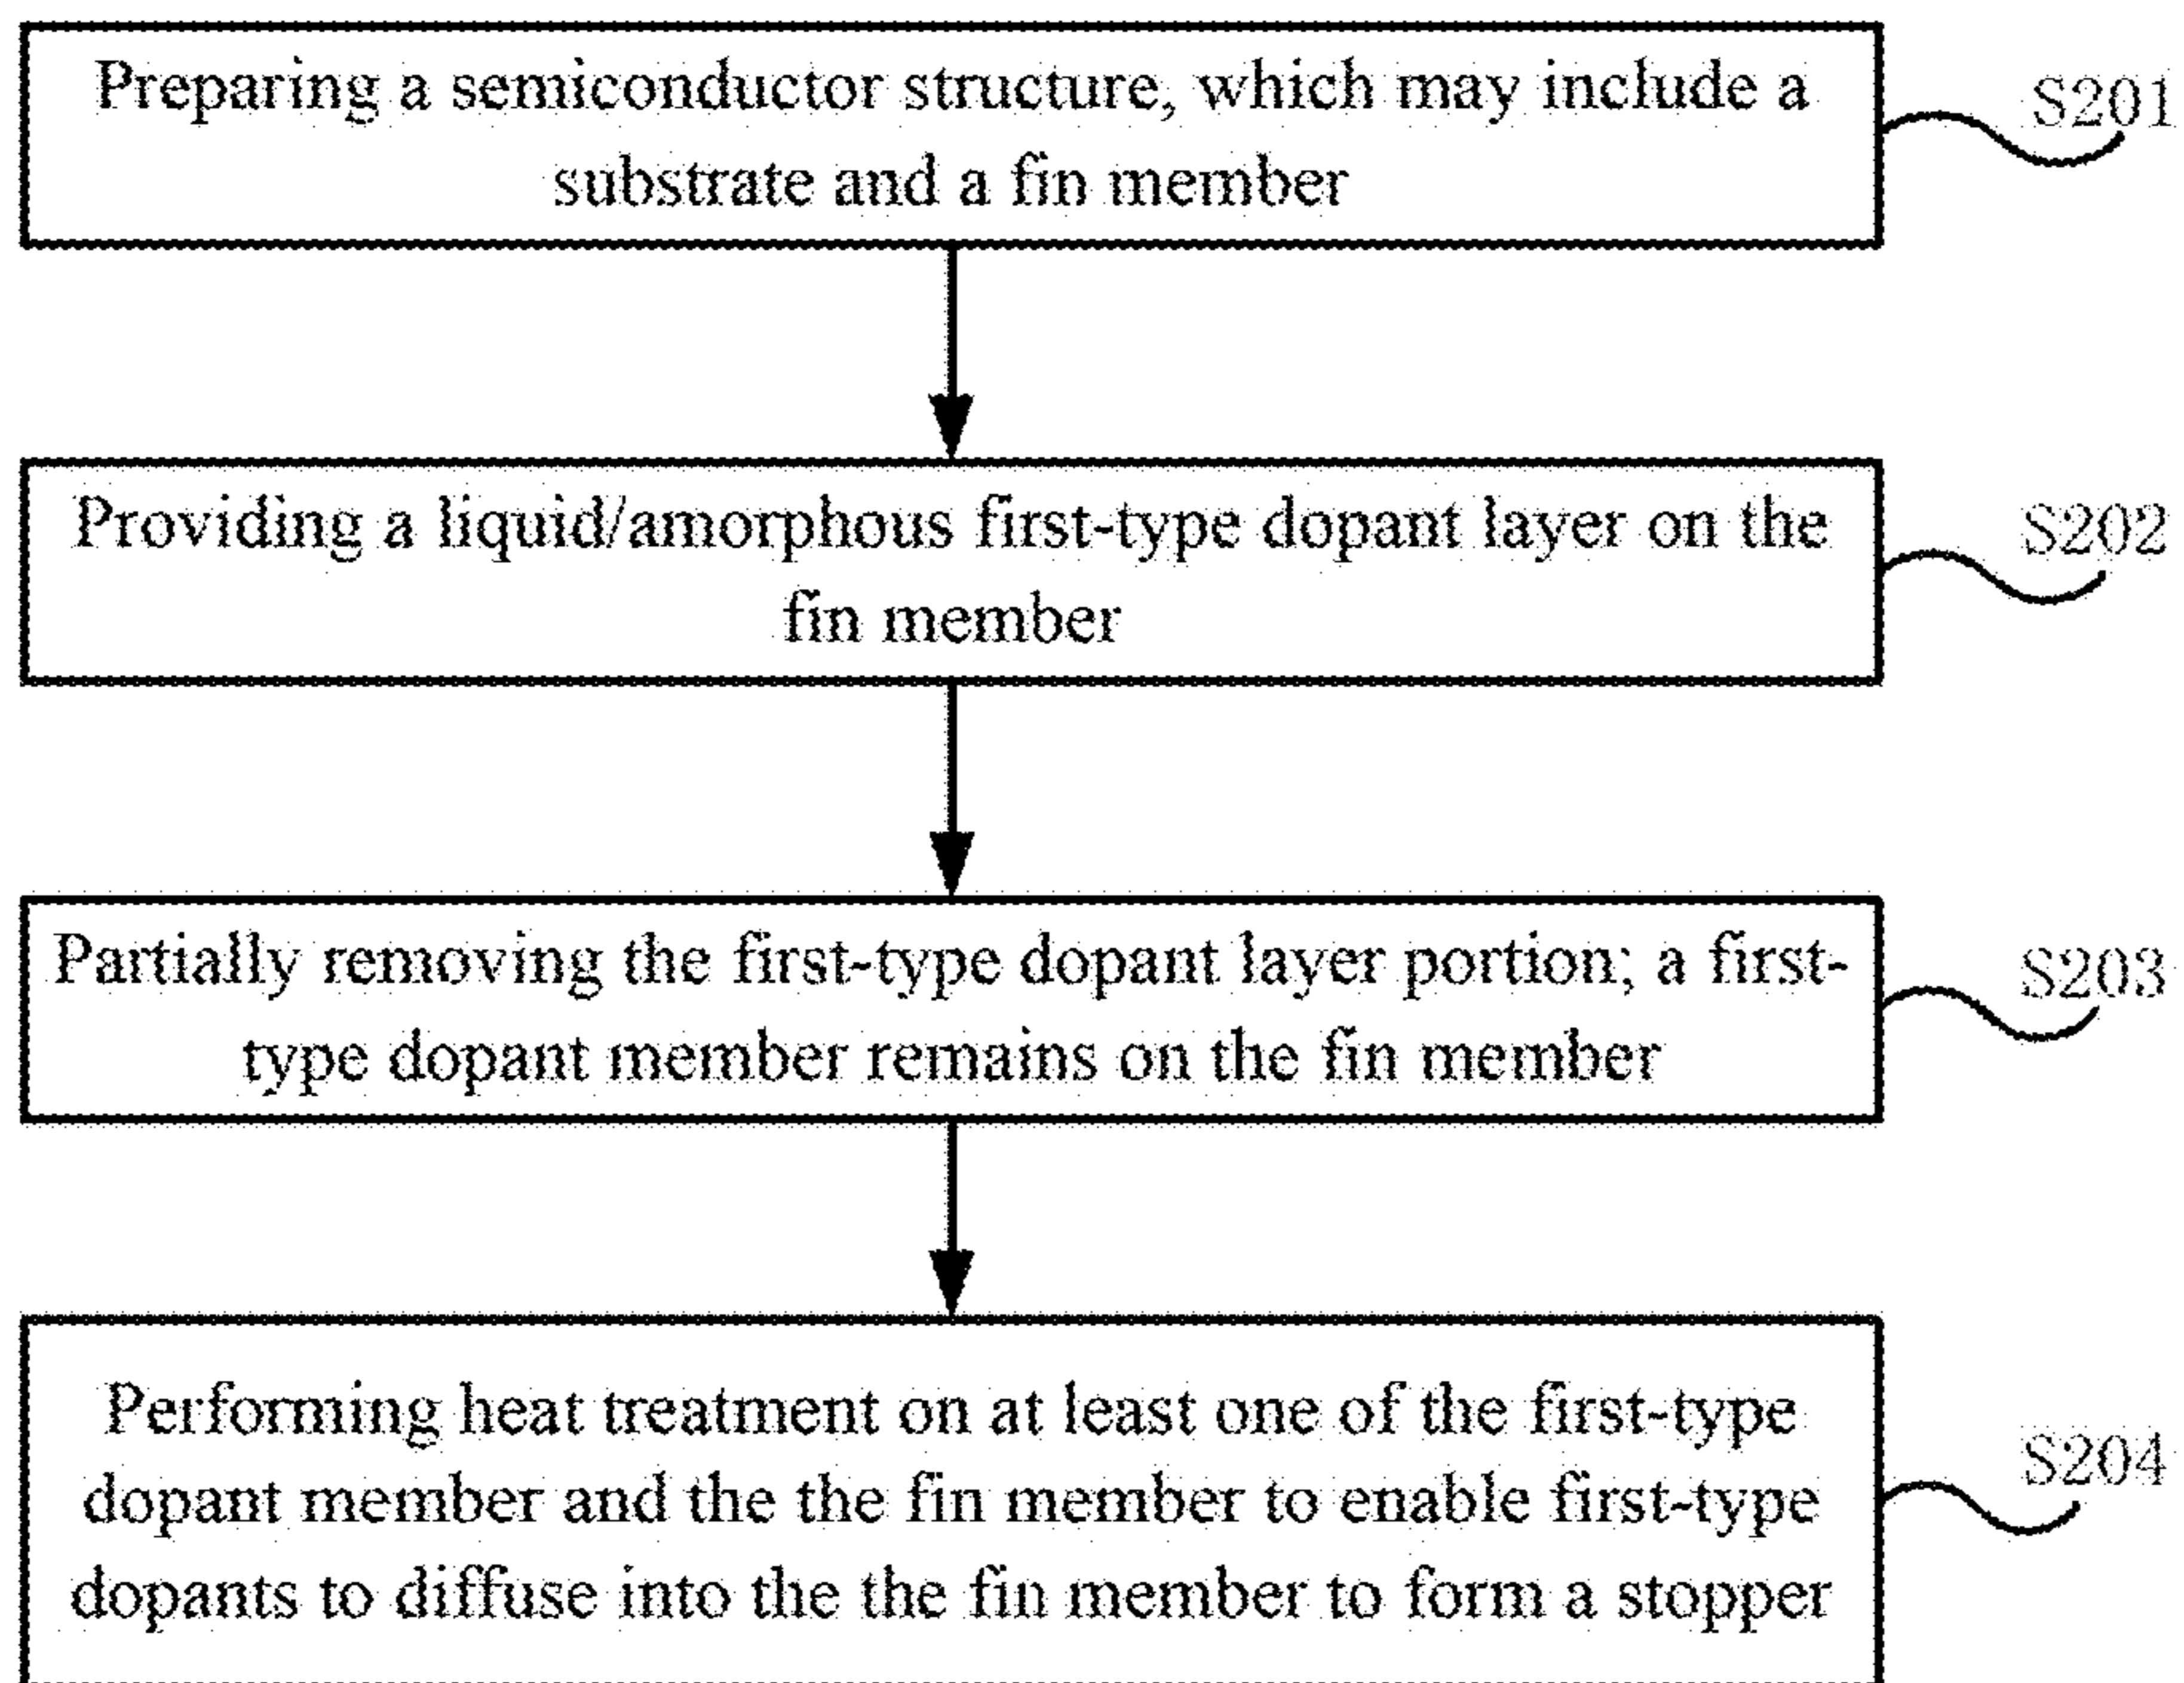 Preparing a semiconductor structure, which may include a
substrate and a fin member
S201
Providing a liquid/amorphous first-type dopant layer on the
fin member
S202
Partially removing the first-type dopant layer portion; a first-
type dopant member remains on the fin member
S203
Performing heat treatment on at least one of the first-type
dopant member and the the fin member to enable first-type
dopants to diffuse into the the fin member to form a stopper
S204